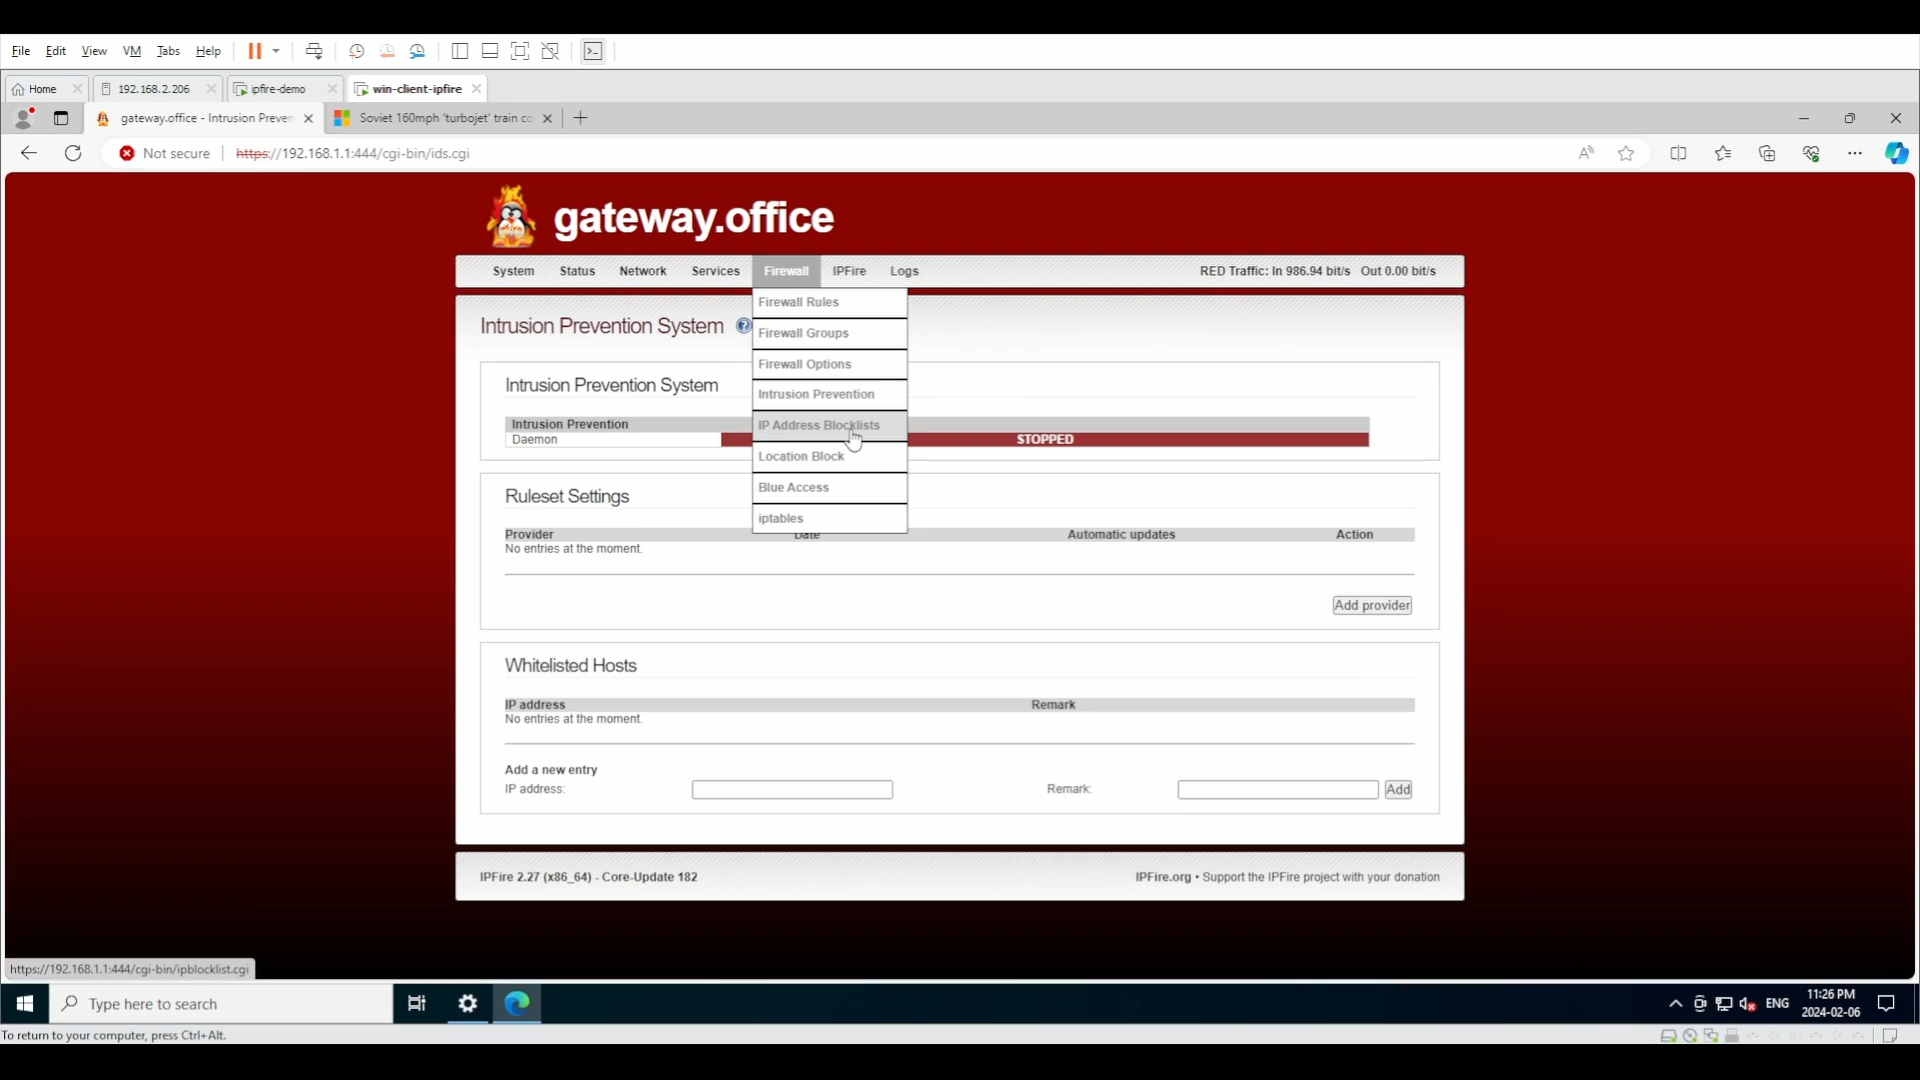 File Edit View VM Tabs Help
Home 192.168.2.206 ipfire-demo win-client-ipfire
gateway.office - Intrusion Preven Soviet 160mph 'turbojet' train co
Not secure https://192.168.1.1:444/cgi-bin/ids.cgi
gateway.office
System Status Network Services Firewall IPFire Logs RED Traffic: In 986.94 bit/s Out 0.00 bit/s
Firewall Rules
Intrusion Prevention System
Firewall Groups
Firewall Options
Intrusion Prevention System
Intrusion Prevention
Intrusion Prevention
IP Address Blocklists
Daemon STOPPED
Location Block
Blue Access
Ruleset Settings
iptables
Provider Date Automatic updates Action
No entries at the moment.
Add provider
Whitelisted Hosts
IP address Remark
No entries at the moment.
Add a new entry
IP address: Remark: Add
IPFire 2.27 (x86_64) - Core-Update 182 IPFire.org • Support the IPFire project with your donation
https://192.168.1.1:444/cgi-bin/ipblocklist.cgi
Type here to search ENG 11:26 PM
2024-02-06
To return to your computer, press Ctrl+Alt.